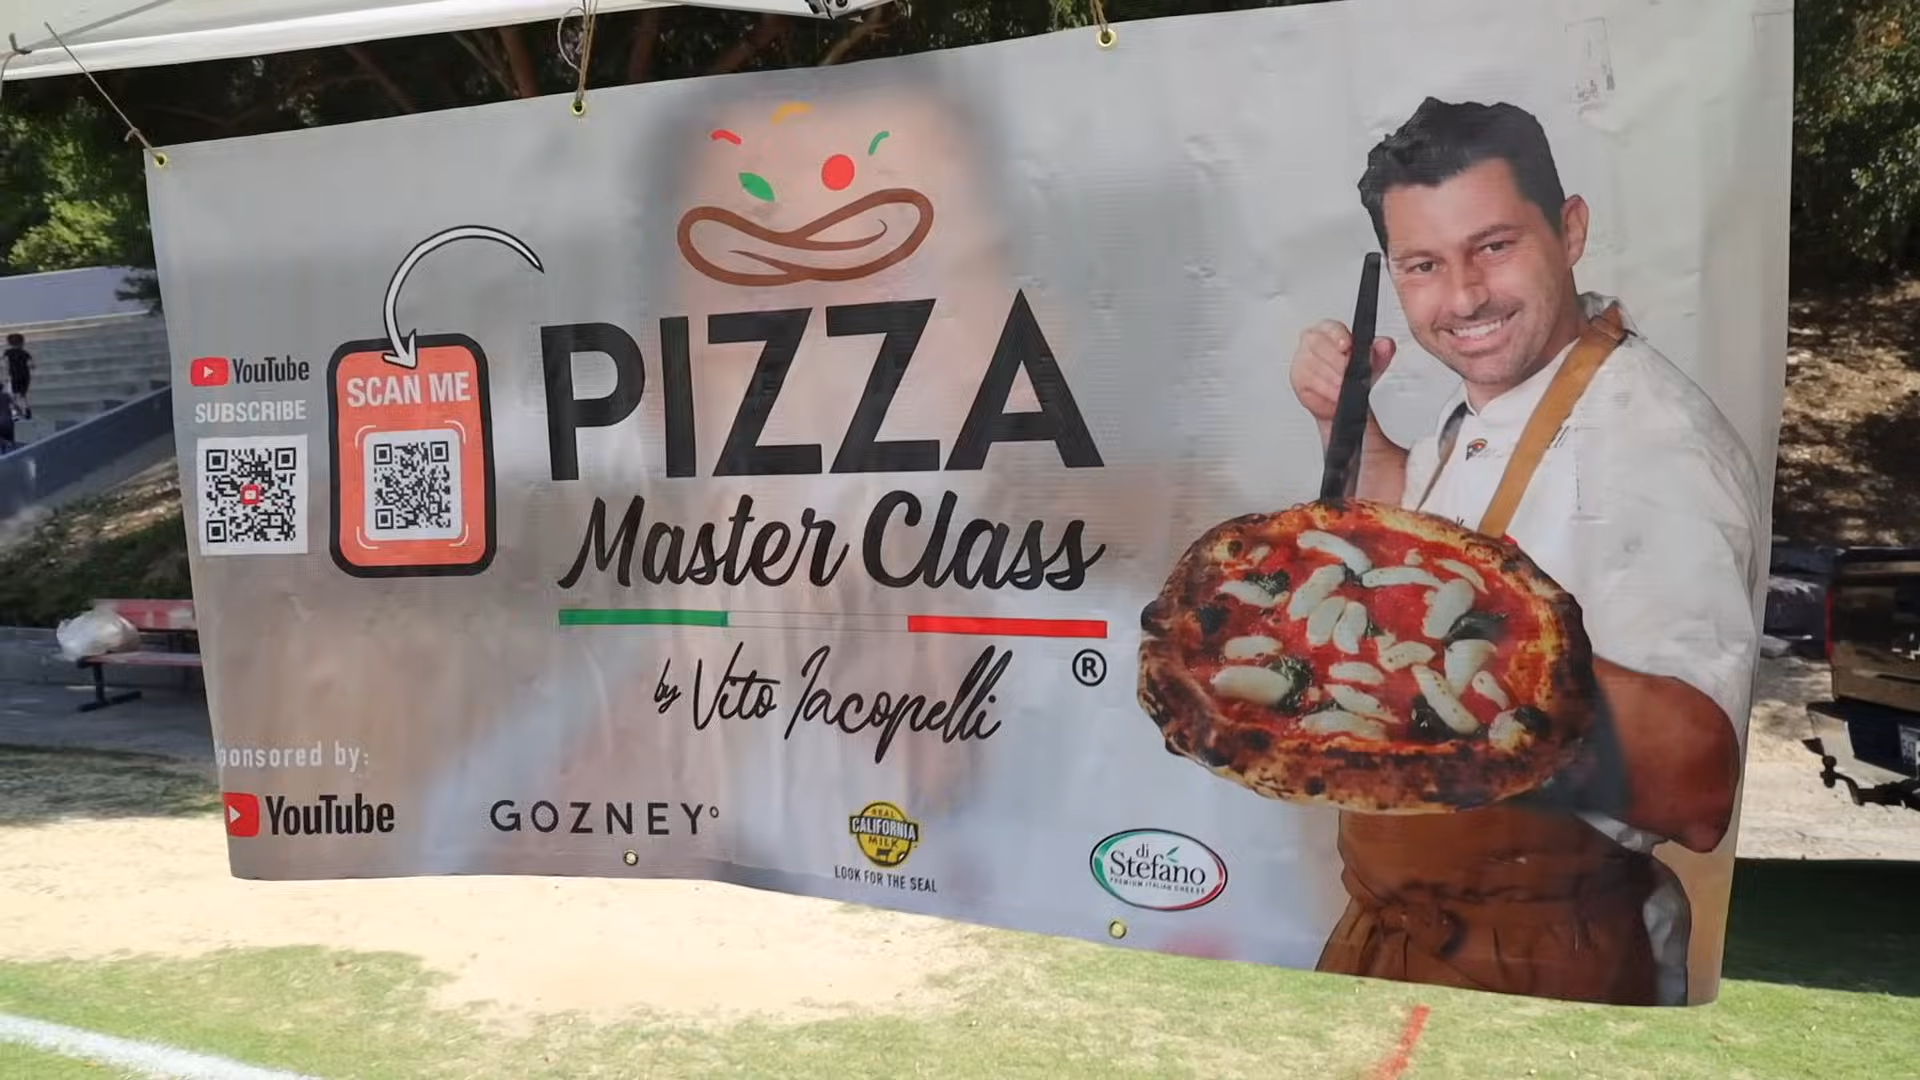 YouTube
SUBSCRIBE
SCAN ME
PIZZA
Master Class
by Vito Iacopelli ®
ponsored by:
YouTube
GOZNEY
REAL
CALIFORNIA
MILK
LOOK FOR THE SEAL
di
Stefano
PREMIUM ITALIAN CHEESE